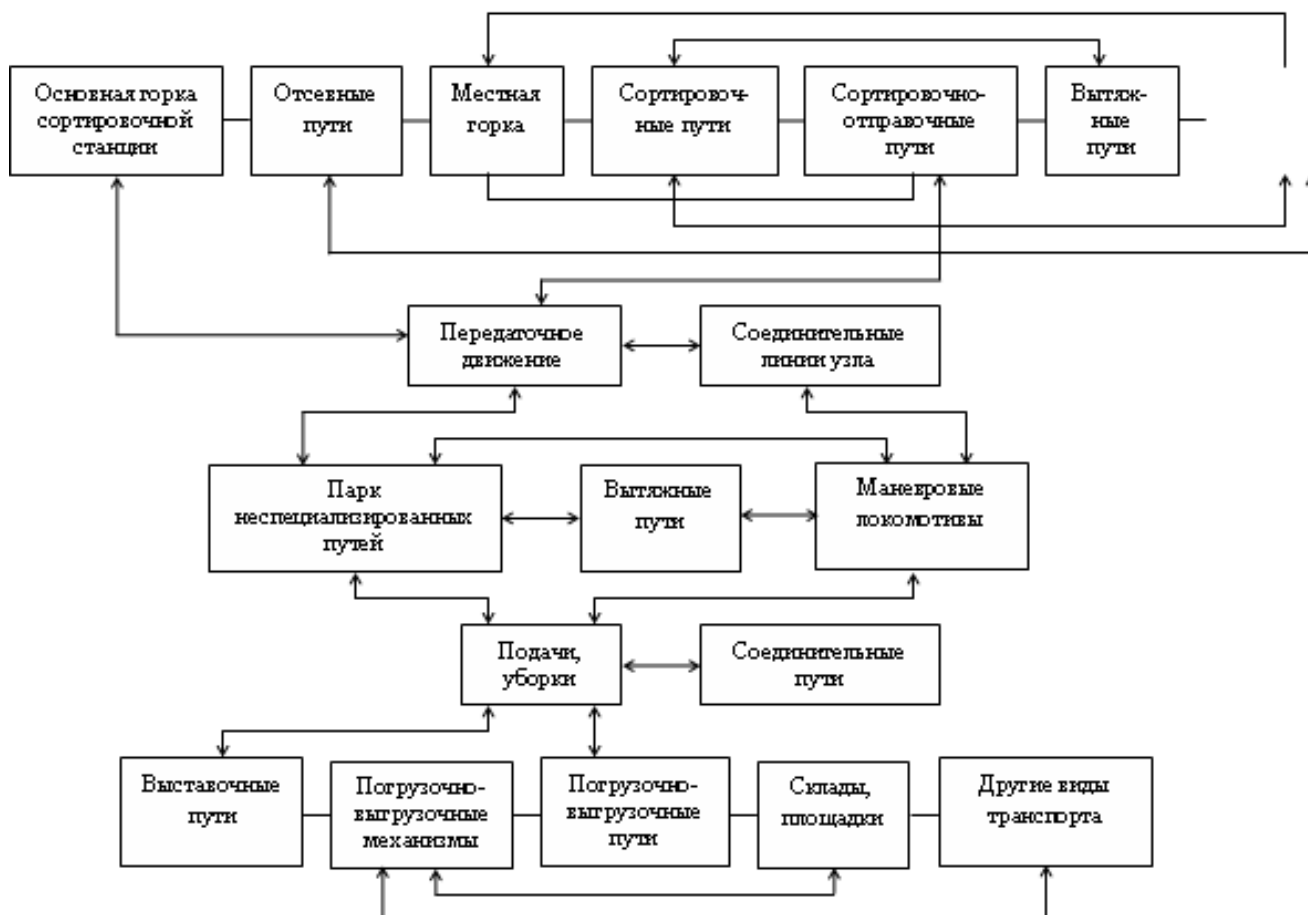 Основная горка
сортировочной
станции
Отсевные
пути
Местная
горка
Сортировоч-
ные пути
Сортировочно-
отправочные
пути
Вытяж-
ные
пути
Передаточное
движение
Соединительные
линии узла
Парк
неспециализированных
путей
Вытяжные
пути
Маневровые
локомотивы
Подачи,
уборки
Соединительные
пути
Выставочные
пути
Погрузочно-
выгрузочные
механизмы
Погрузочно-
выгрузочные
пути
Склады,
площадки
Другие виды
транспорта